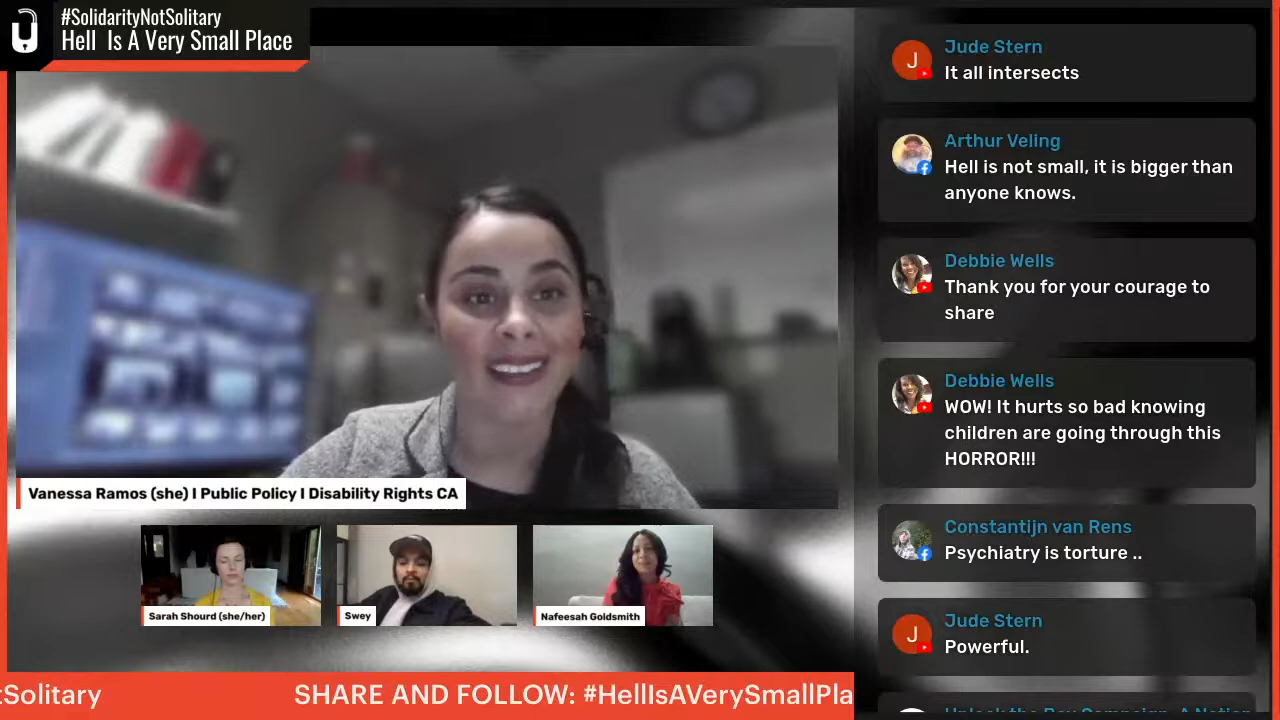 #SolidarityNotSolitary
Hell Is A Very Small Place
Vanessa Ramos (she) I Public Policy I Disability Rights CA
Sarah Shourd (she/her)
Swey
Nafeesah Goldsmith
tSolitary
SHARE AND FOLLOW: #HellIsAVerySmallPla
J
Jude Stern
It all intersects
Arthur Veling
Hell is not small, it is bigger than
anyone knows.
Debbie Wells
Thank you for your courage to
share
Debbie Wells
WOW! It hurts so bad knowing
children are going through this
HORROR!!!
Constantijn van Rens
Psychiatry is torture ..
J
Jude Stern
Powerful.